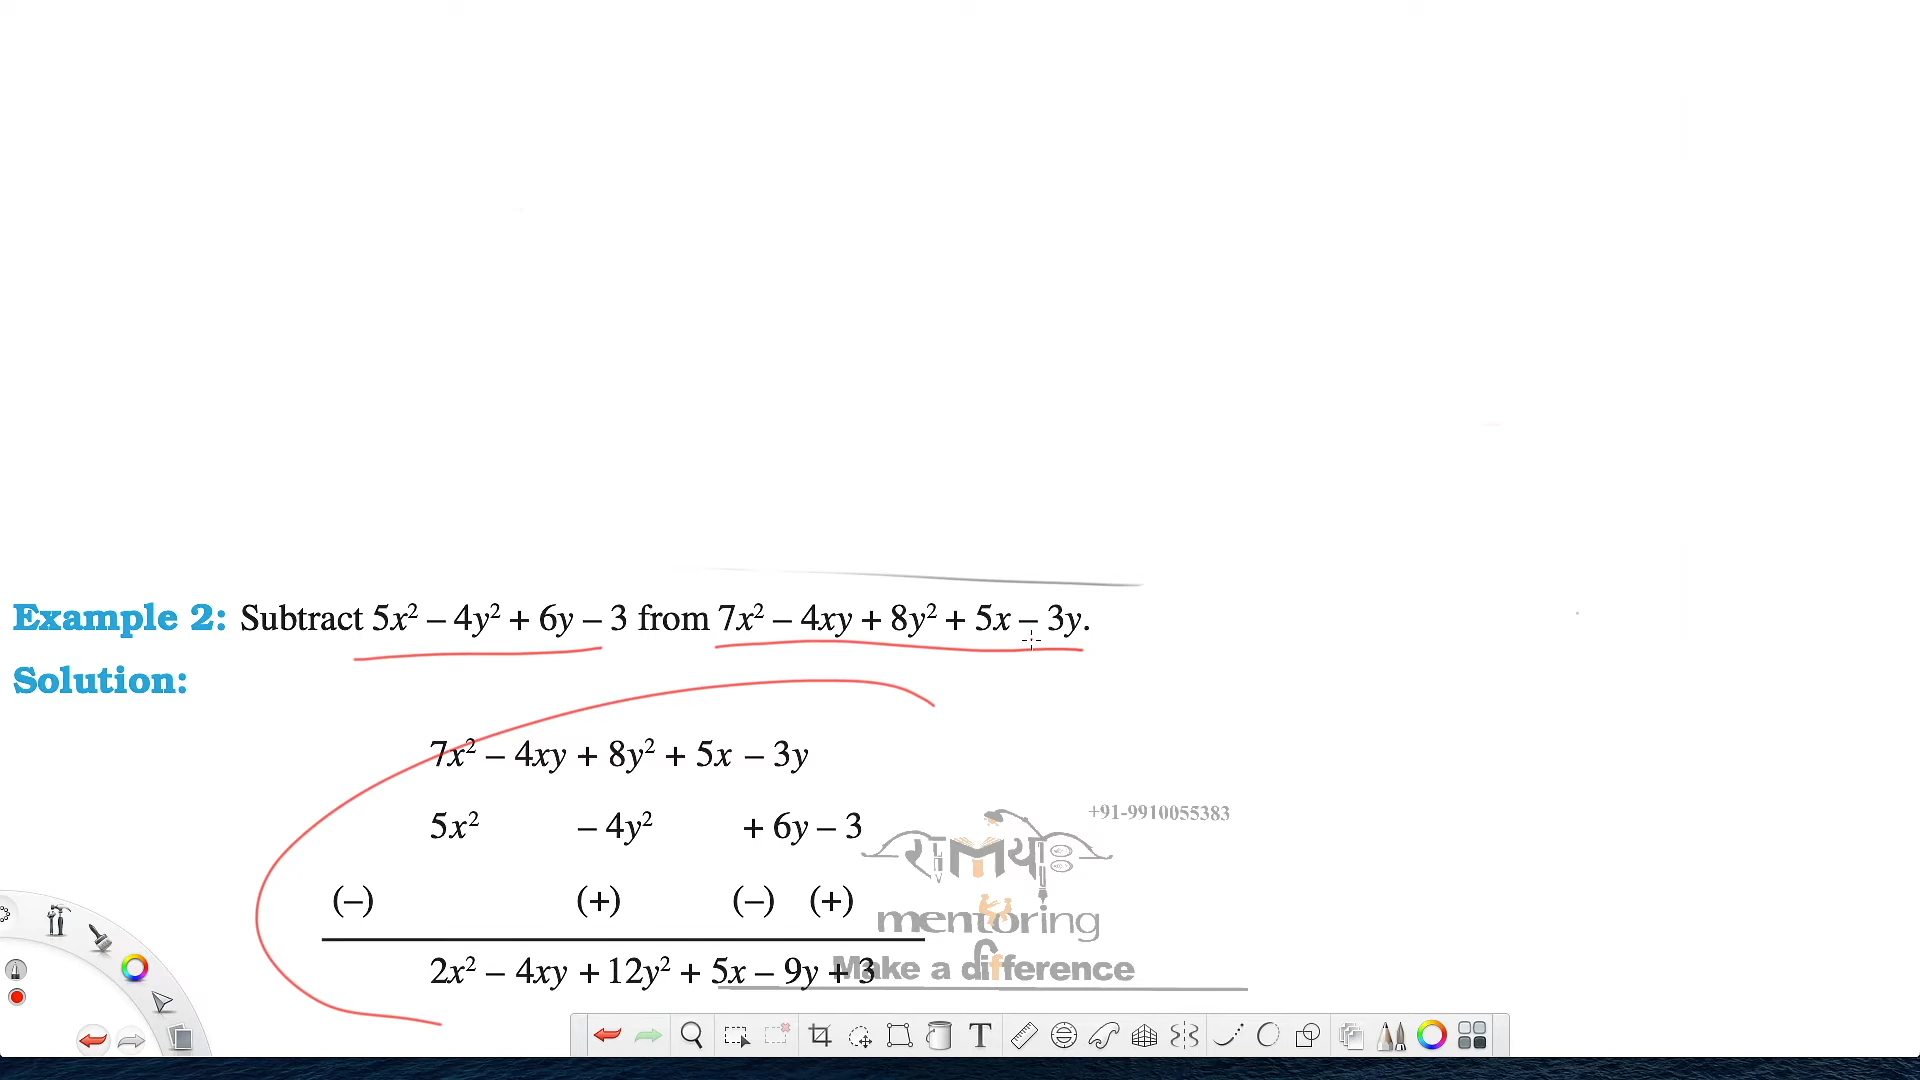 Example 2: Subtract 5x² – 4y² + 6y – 3 from 7x² – 4xy + 8y² + 5x – 3y.
Solution:
7x² – 4xy + 8y² + 5x – 3y
5x² – 4y² + 6y – 3
+91-9910055383
(–) (+) (–) (+)
mentoring
2x² – 4xy + 12y² + 5x – 9y + 3
Make a difference
T